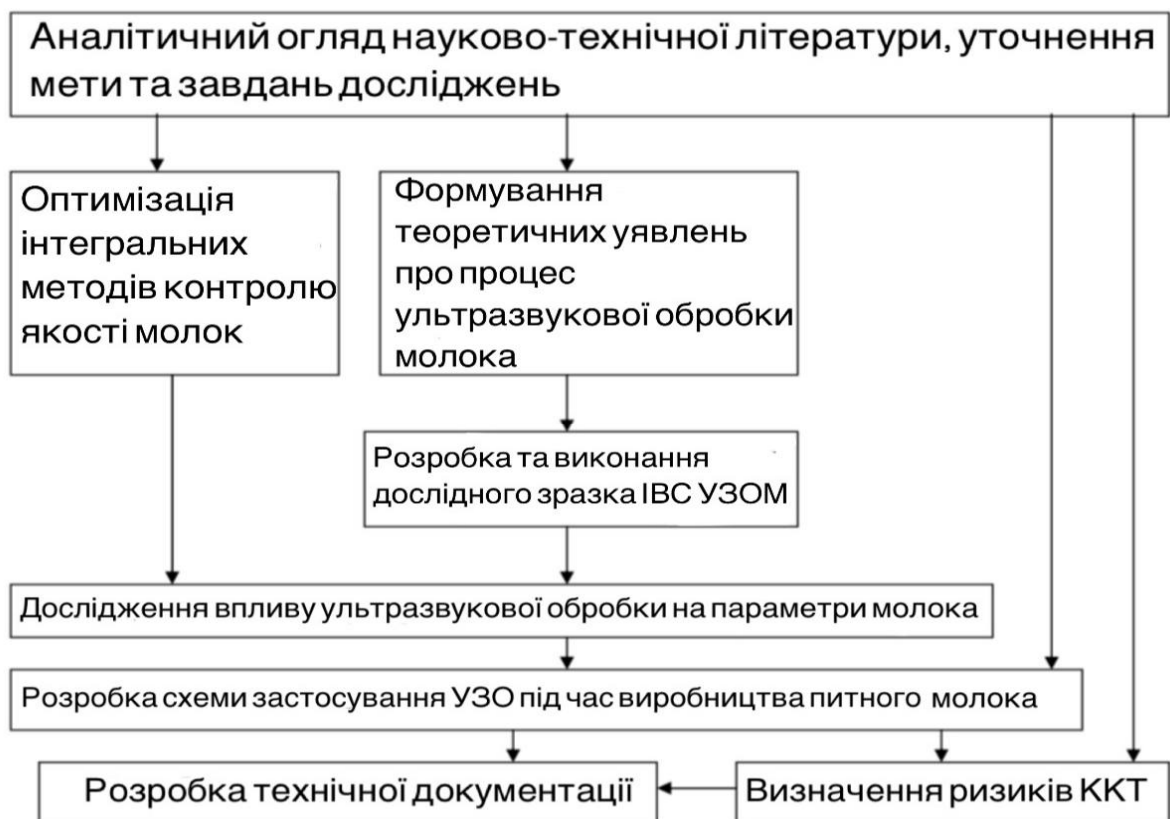 Аналітичний огляд науково-технічної літератури, уточнення
мети та завдань досліджень
Оптимізація
інтегральних
методів контролю
якості молок
Формування
теоретичних уявлень
про процес
ультразвукової обробки
молока
Розробка та виконання
дослідного зразка ІВС УЗОМ
Дослідження впливу ультразвукової обробки на параметри молока
Розробка схеми застосування УЗО під час виробництва питного молока
Розробка технічної документації
Визначення ризиків ККТ